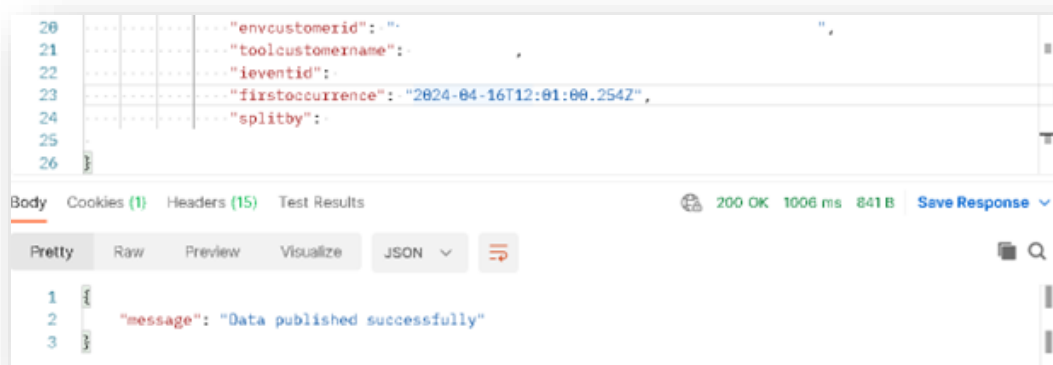 20 "envcustomerid": " ",
21 "toolcustomername": ,
22 "ieventid":
23 "firstoccurrence": "2024-04-16T12:01:00.254Z",
24 "splitby":
25
26 }
Body Cookies (1) Headers (15) Test Results 200 OK 1006 ms 841 B Save Response
Pretty Raw Preview Visualize JSON
1 {
2 "message": "Data published successfully"
3 }